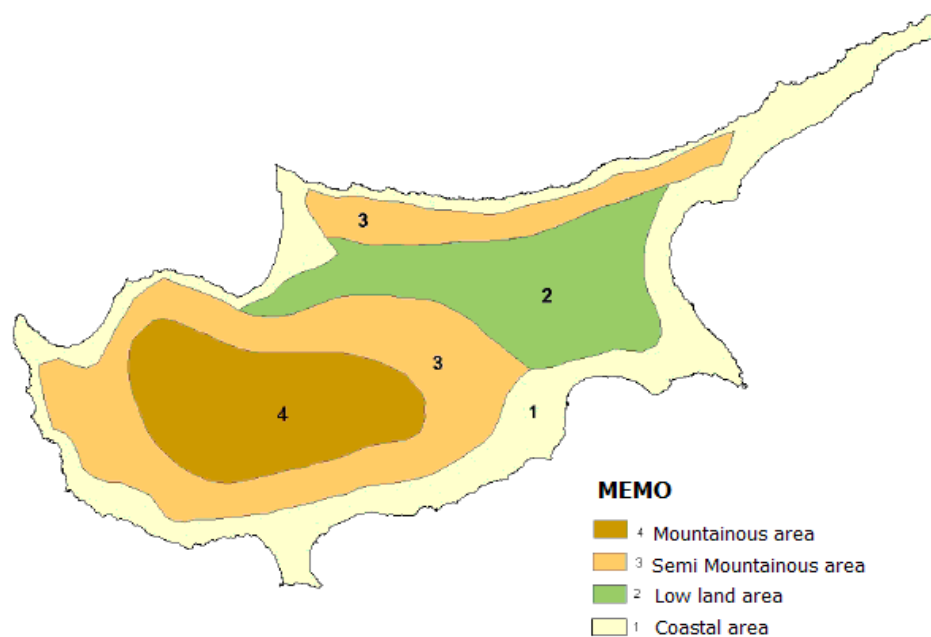 3
2
3
4
1
MEMO
4 Mountainous area
3 Semi Mountainous area
2 Low land area
1 Coastal area